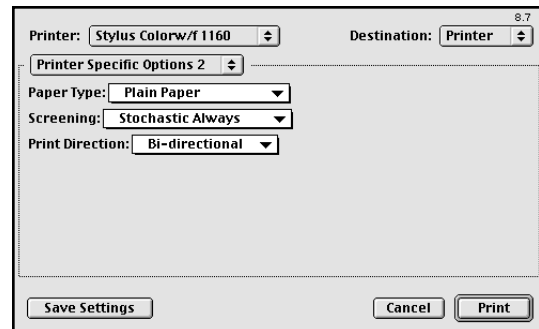 8.7
Printer: Stylus Colorw/f 1160 Destination: Printer
Printer Specific Options 2
Paper Type: Plain Paper
Screening: Stochastic Always
Print Direction: Bi-directional
Save Settings Cancel Print